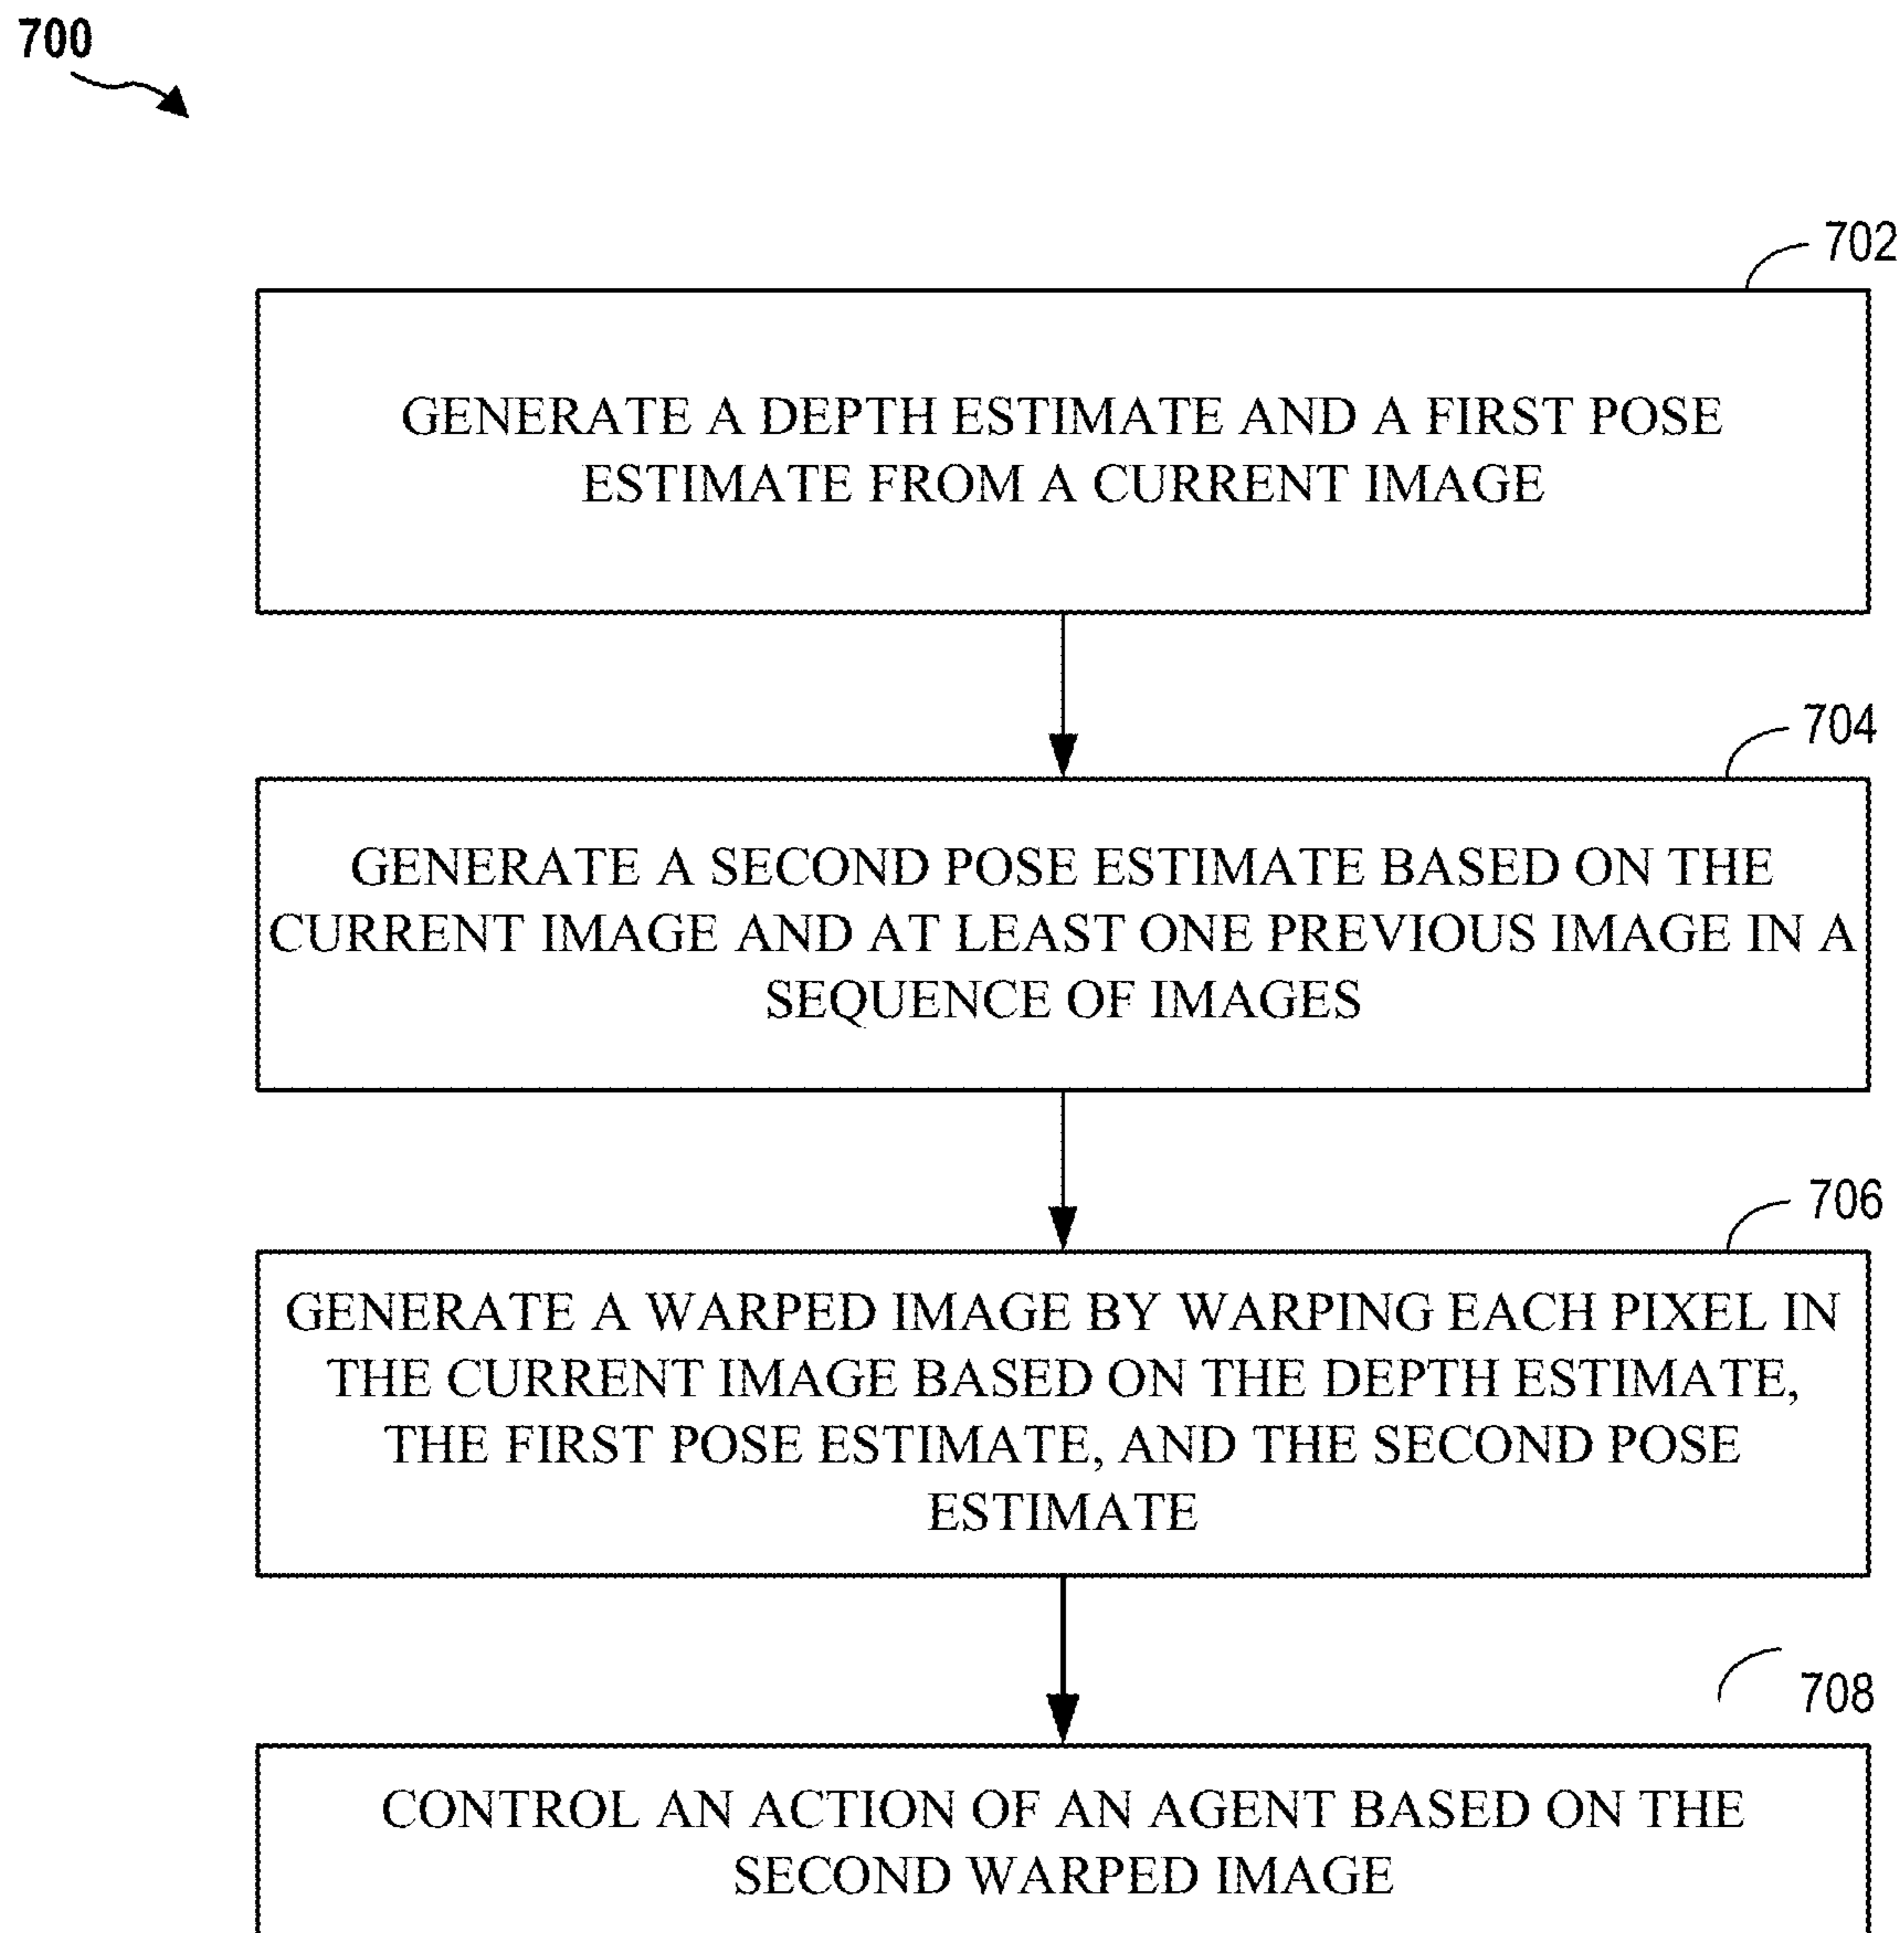 700
702
GENERATE A DEPTH ESTIMATE AND A FIRST POSE
ESTIMATE FROM A CURRENT IMAGE
704
GENERATE A SECOND POSE ESTIMATE BASED ON THE
CURRENT IMAGE AND AT LEAST ONE PREVIOUS IMAGE IN A
SEQUENCE OF IMAGES
706
GENERATE A WARPED IMAGE BY WARPING EACH PIXEL IN
THE CURRENT IMAGE BASED ON THE DEPTH ESTIMATE,
THE FIRST POSE ESTIMATE, AND THE SECOND POSE
ESTIMATE
708
CONTROL AN ACTION OF AN AGENT BASED ON THE
SECOND WARPED IMAGE